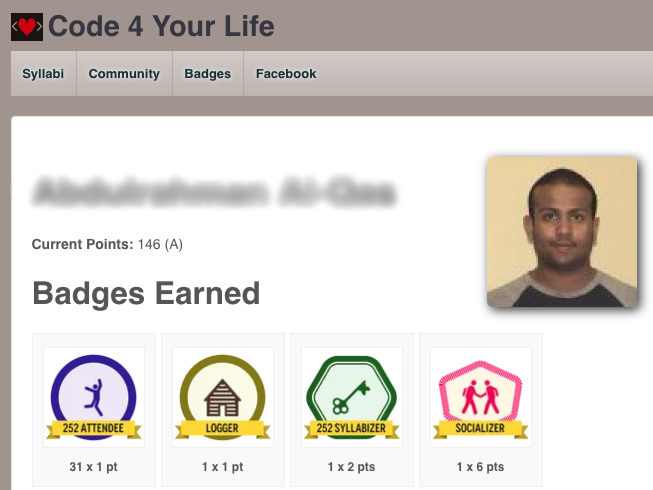 Code 4 Your Life
Syllabi Community Badges Facebook
Current Points: 146 (A)
Badges Earned
252 ATTENDEE LOGGER 252 SYLLABIZER SOCIALIZER
31 x 1 pt 1 x 1 pt 1 x 2 pts 1 x 6 pts